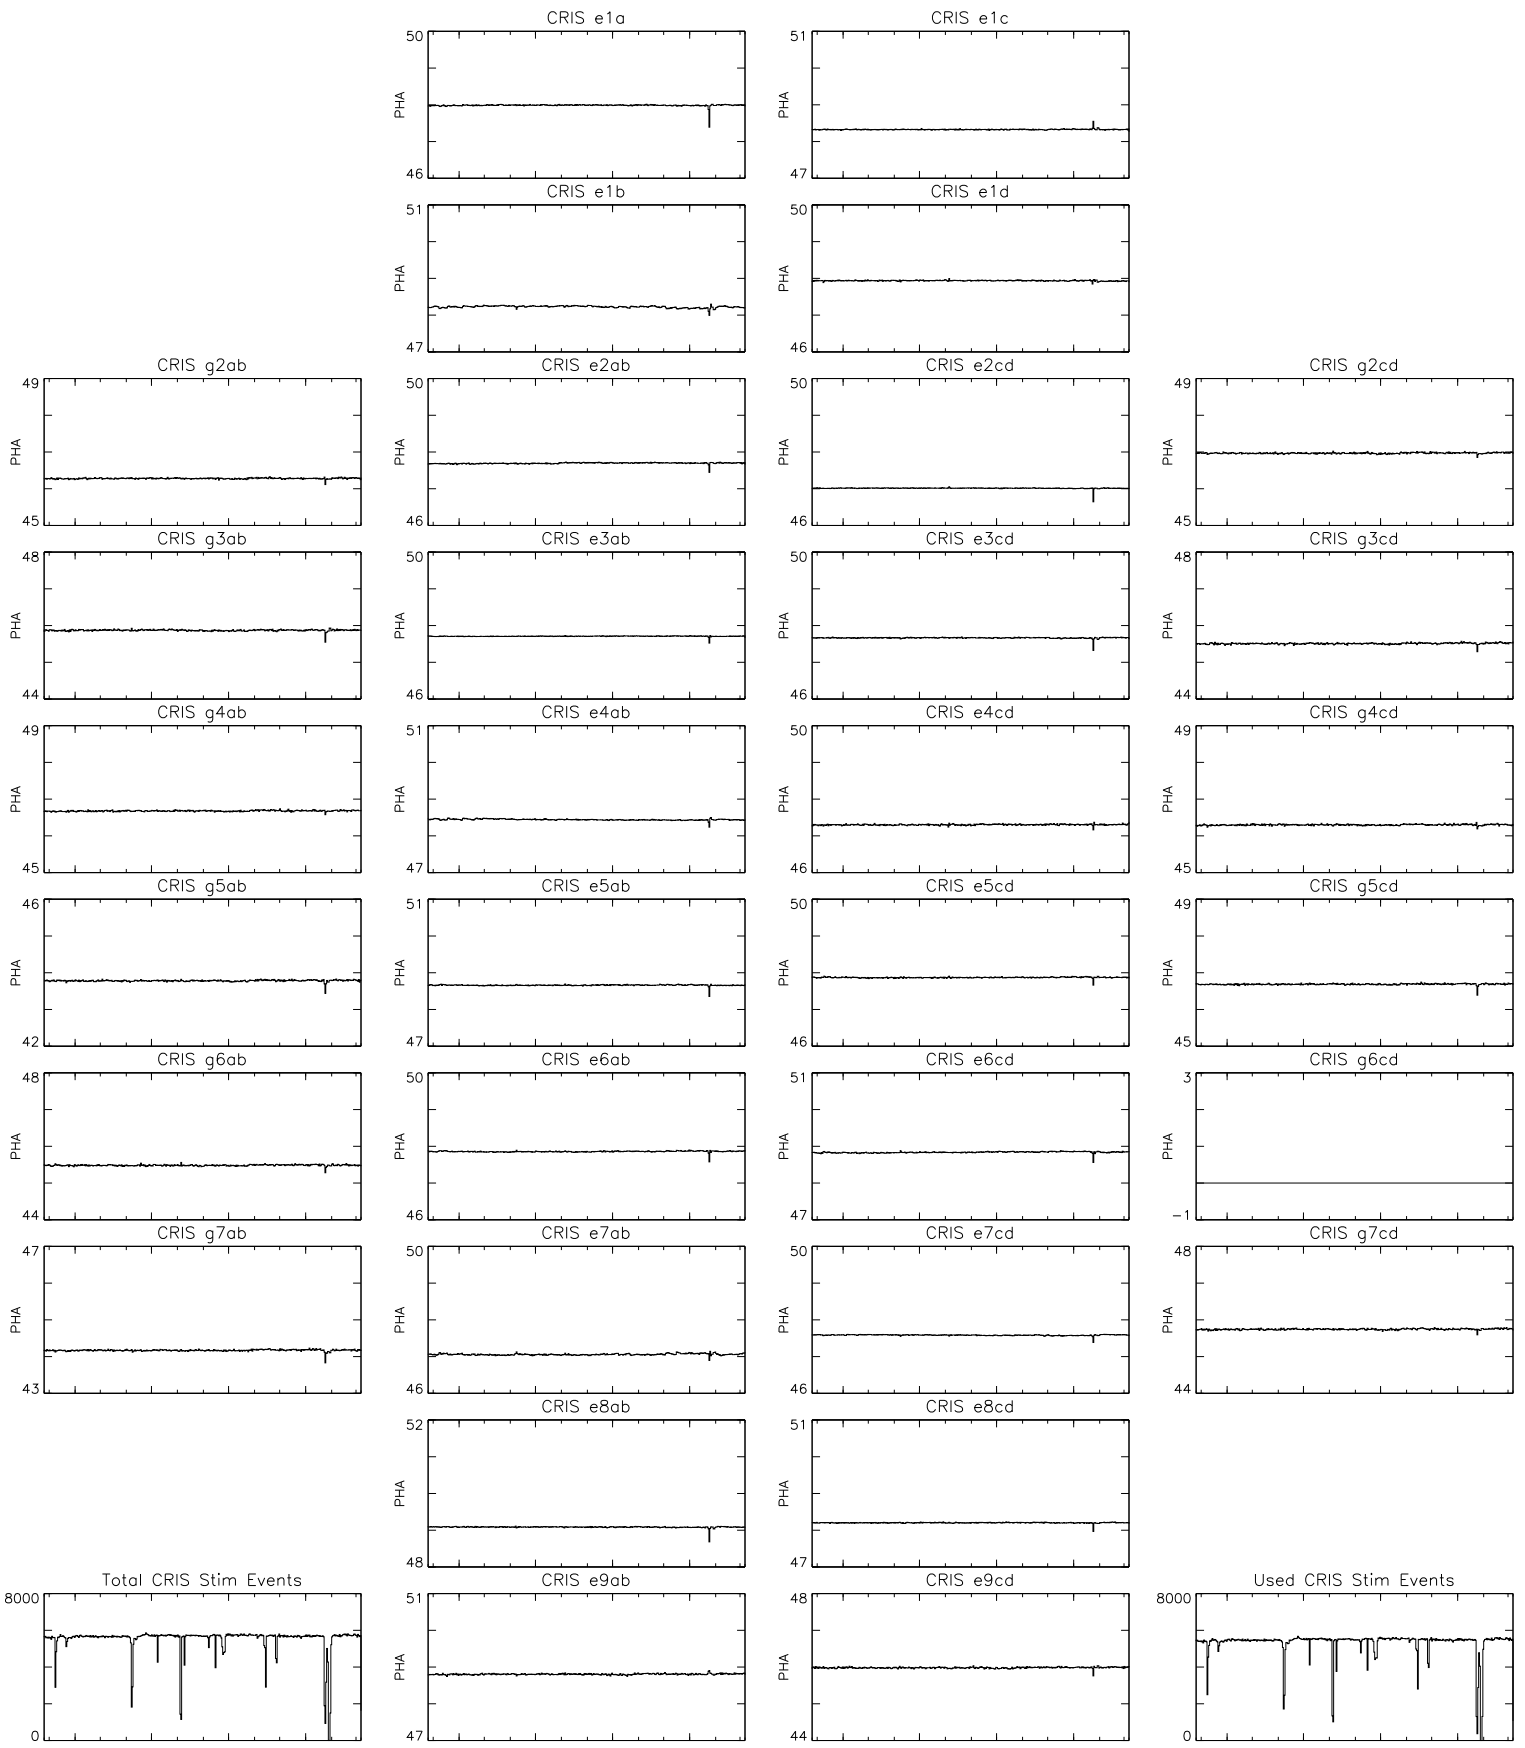 CRIS e1a
CRIS e1c
50
PHA
46
51
PHA
47
CRIS e1b
CRIS e1d
51
PHA
47
50
PHA
46
CRIS g2ab
CRIS e2ab
CRIS e2cd
CRIS g2cd
49
PHA
45
50
PHA
46
50
PHA
46
49
PHA
45
CRIS g3ab
CRIS e3ab
CRIS e3cd
CRIS g3cd
48
PHA
44
50
PHA
46
50
PHA
46
48
PHA
44
CRIS g4ab
CRIS e4ab
CRIS e4cd
CRIS g4cd
49
PHA
45
51
PHA
47
50
PHA
46
49
PHA
45
CRIS g5ab
CRIS e5ab
CRIS e5cd
CRIS g5cd
46
PHA
42
51
PHA
47
50
PHA
46
49
PHA
45
CRIS g6ab
CRIS e6ab
CRIS e6cd
CRIS g6cd
48
PHA
44
50
PHA
46
51
PHA
47
3
PHA
-1
CRIS g7ab
CRIS e7ab
CRIS e7cd
CRIS g7cd
47
PHA
43
50
PHA
46
50
PHA
46
48
PHA
44
CRIS e8ab
CRIS e8cd
52
PHA
48
51
PHA
47
Total CRIS Stim Events
CRIS e9ab
CRIS e9cd
Used CRIS Stim Events
8000
0
51
PHA
47
48
PHA
44
8000
0